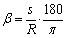 β = s/R · 180/π